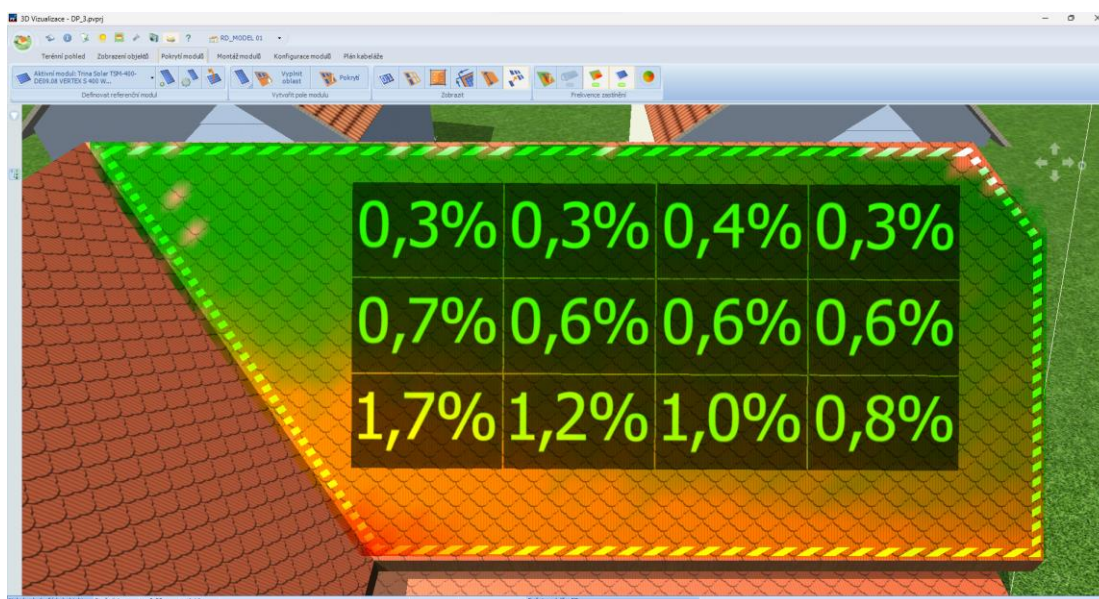 3D Vizualizace - DP_3.pvprj
RD_MODEL 01
Terénní pohled Zobrazení objektů Pokrytí modulů Montáž modulů Konfigurace modulů Plán kabeláže
Aktivní modul: Trina Solar TSM-400-
DE09.08 VERTEX S 400 W...
Vyplnit
oblast
Pokrytí
Definovat referenční modul Vytvořit pole modulu Zobrazit Frekvence zastínění
0,3% 0,3% 0,4% 0,3%
0,7% 0,6% 0,6% 0,6%
1,7% 1,2% 1,0% 0,8%